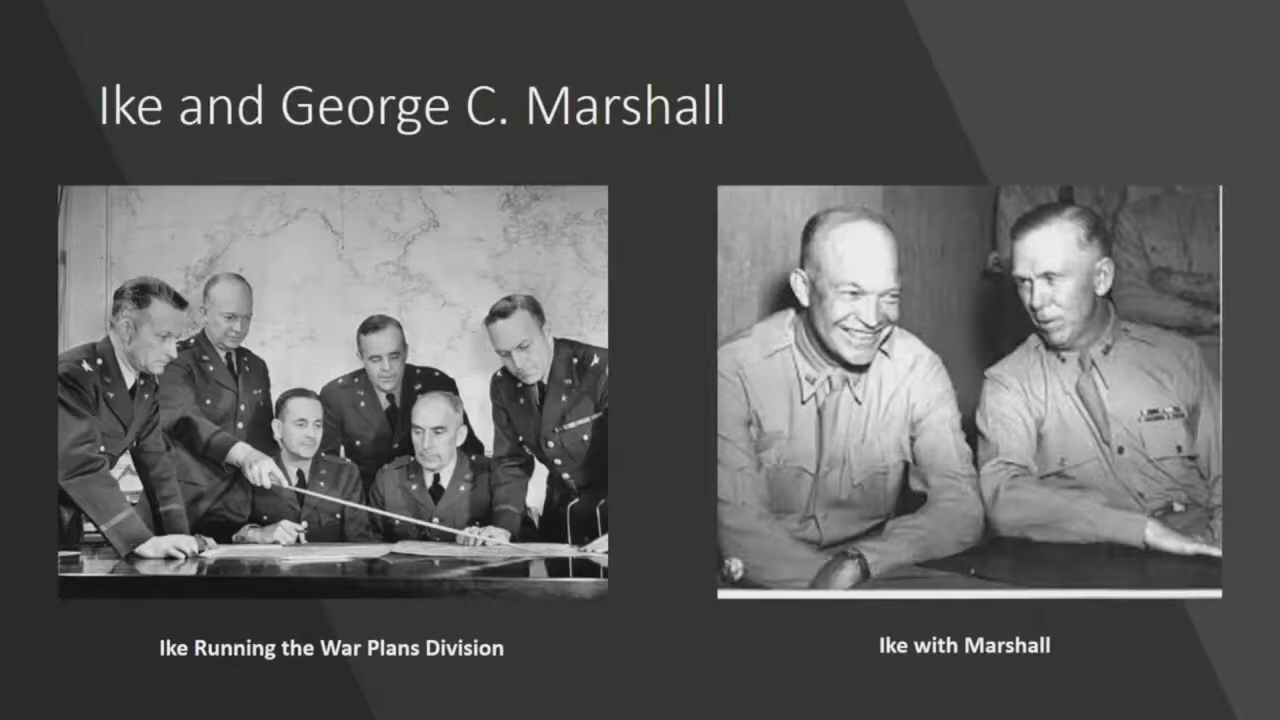 Ike and George C. Marshall
Ike Running the War Plans Division
Ike with Marshall